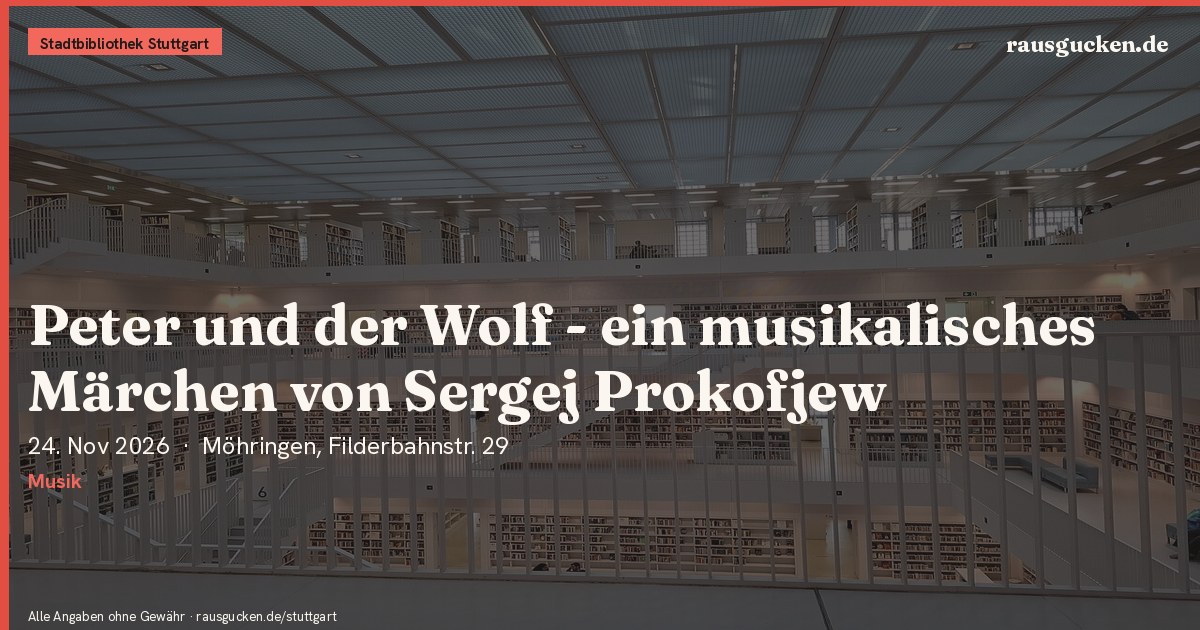 Stadtbibliothek Stuttgart
rausgucken.de
Peter und der Wolf - ein musikalisches
Märchen von Sergej Prokofjew
24. Nov 2026 · Möhringen, Filderbahnstr. 29
Musik
6
Alle Angaben ohne Gewähr · rausgucken.de/stuttgart